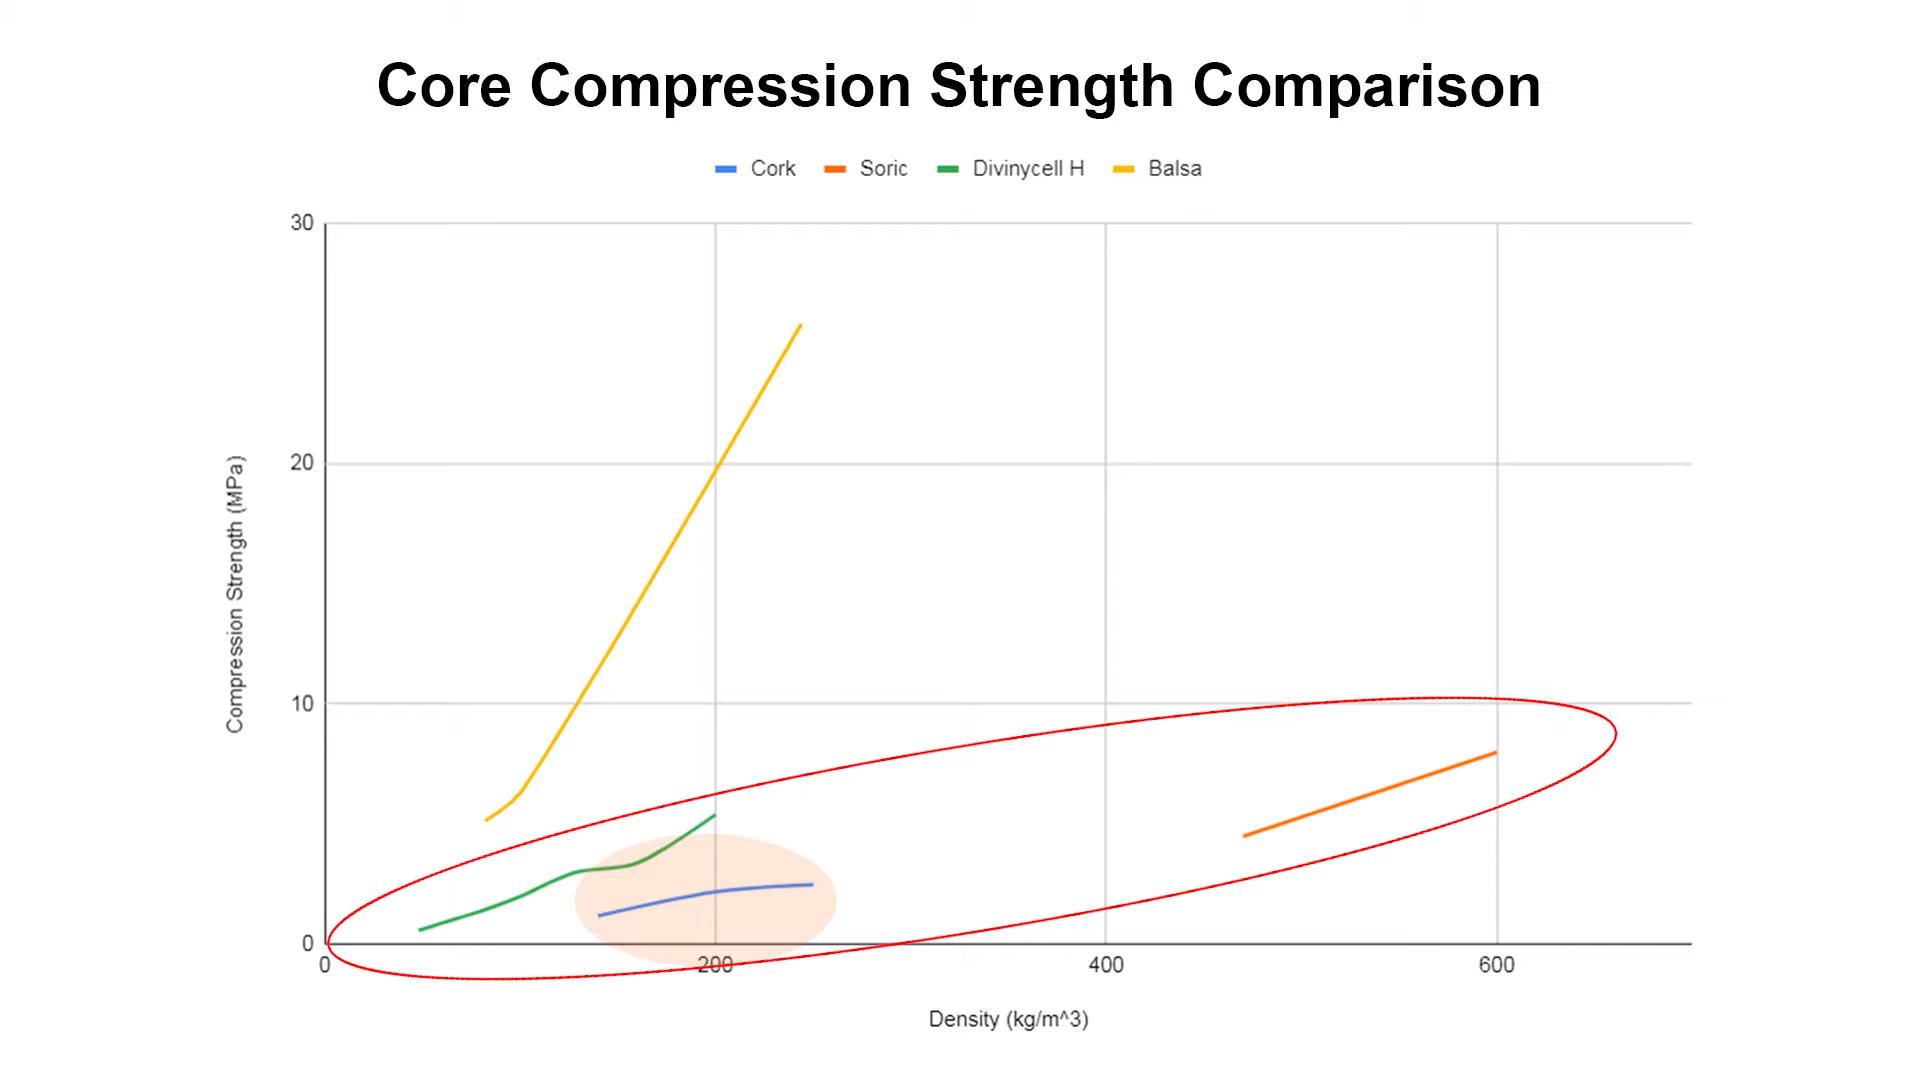 Core Compression Strength Comparison
Cork Soric Divinycell H Balsa
30
20
10
0
Compression Strength (MPa)
0 200 400 600
Density (kg/m^3)